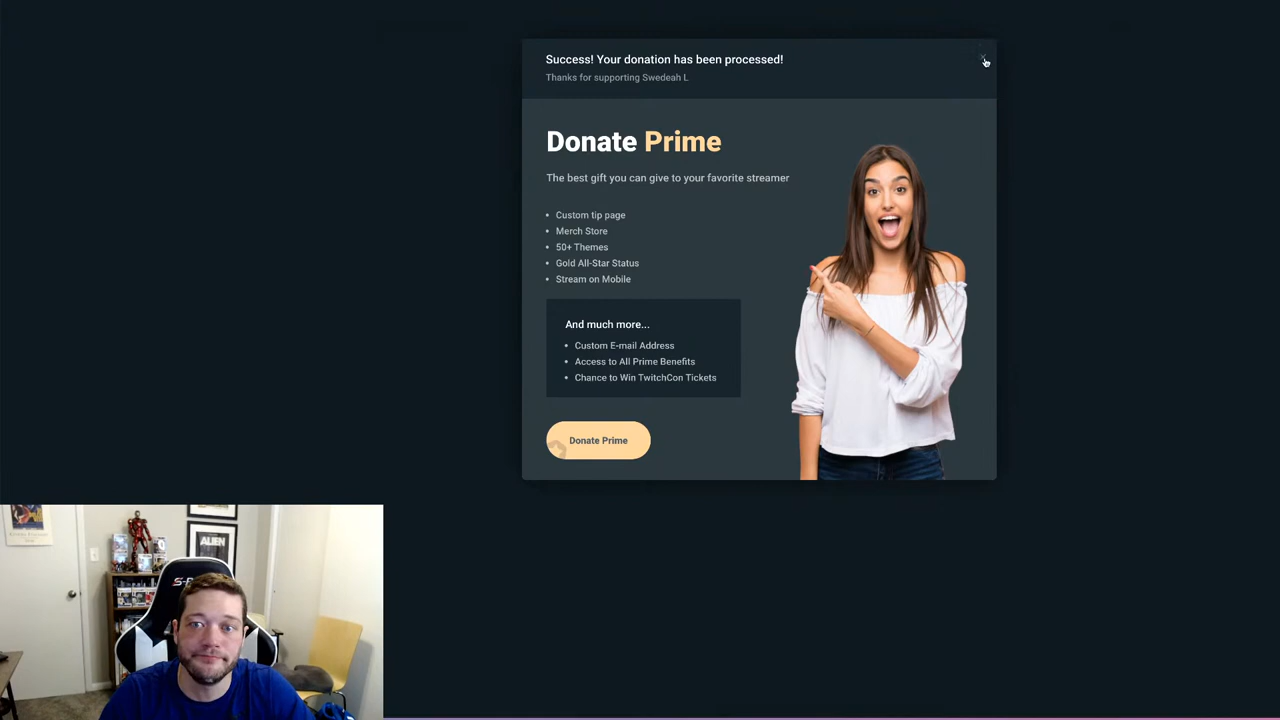 Success! Your donation has been processed!
Thanks for supporting Swedeah L
Donate Prime
The best gift you can give to your favorite streamer
• Custom tip page
• Merch Store
• 50+ Themes
• Gold All-Star Status
• Stream on Mobile
And much more...
• Custom E-mail Address
• Access to All Prime Benefits
• Chance to Win TwitchCon Tickets
Donate Prime
ALIEN